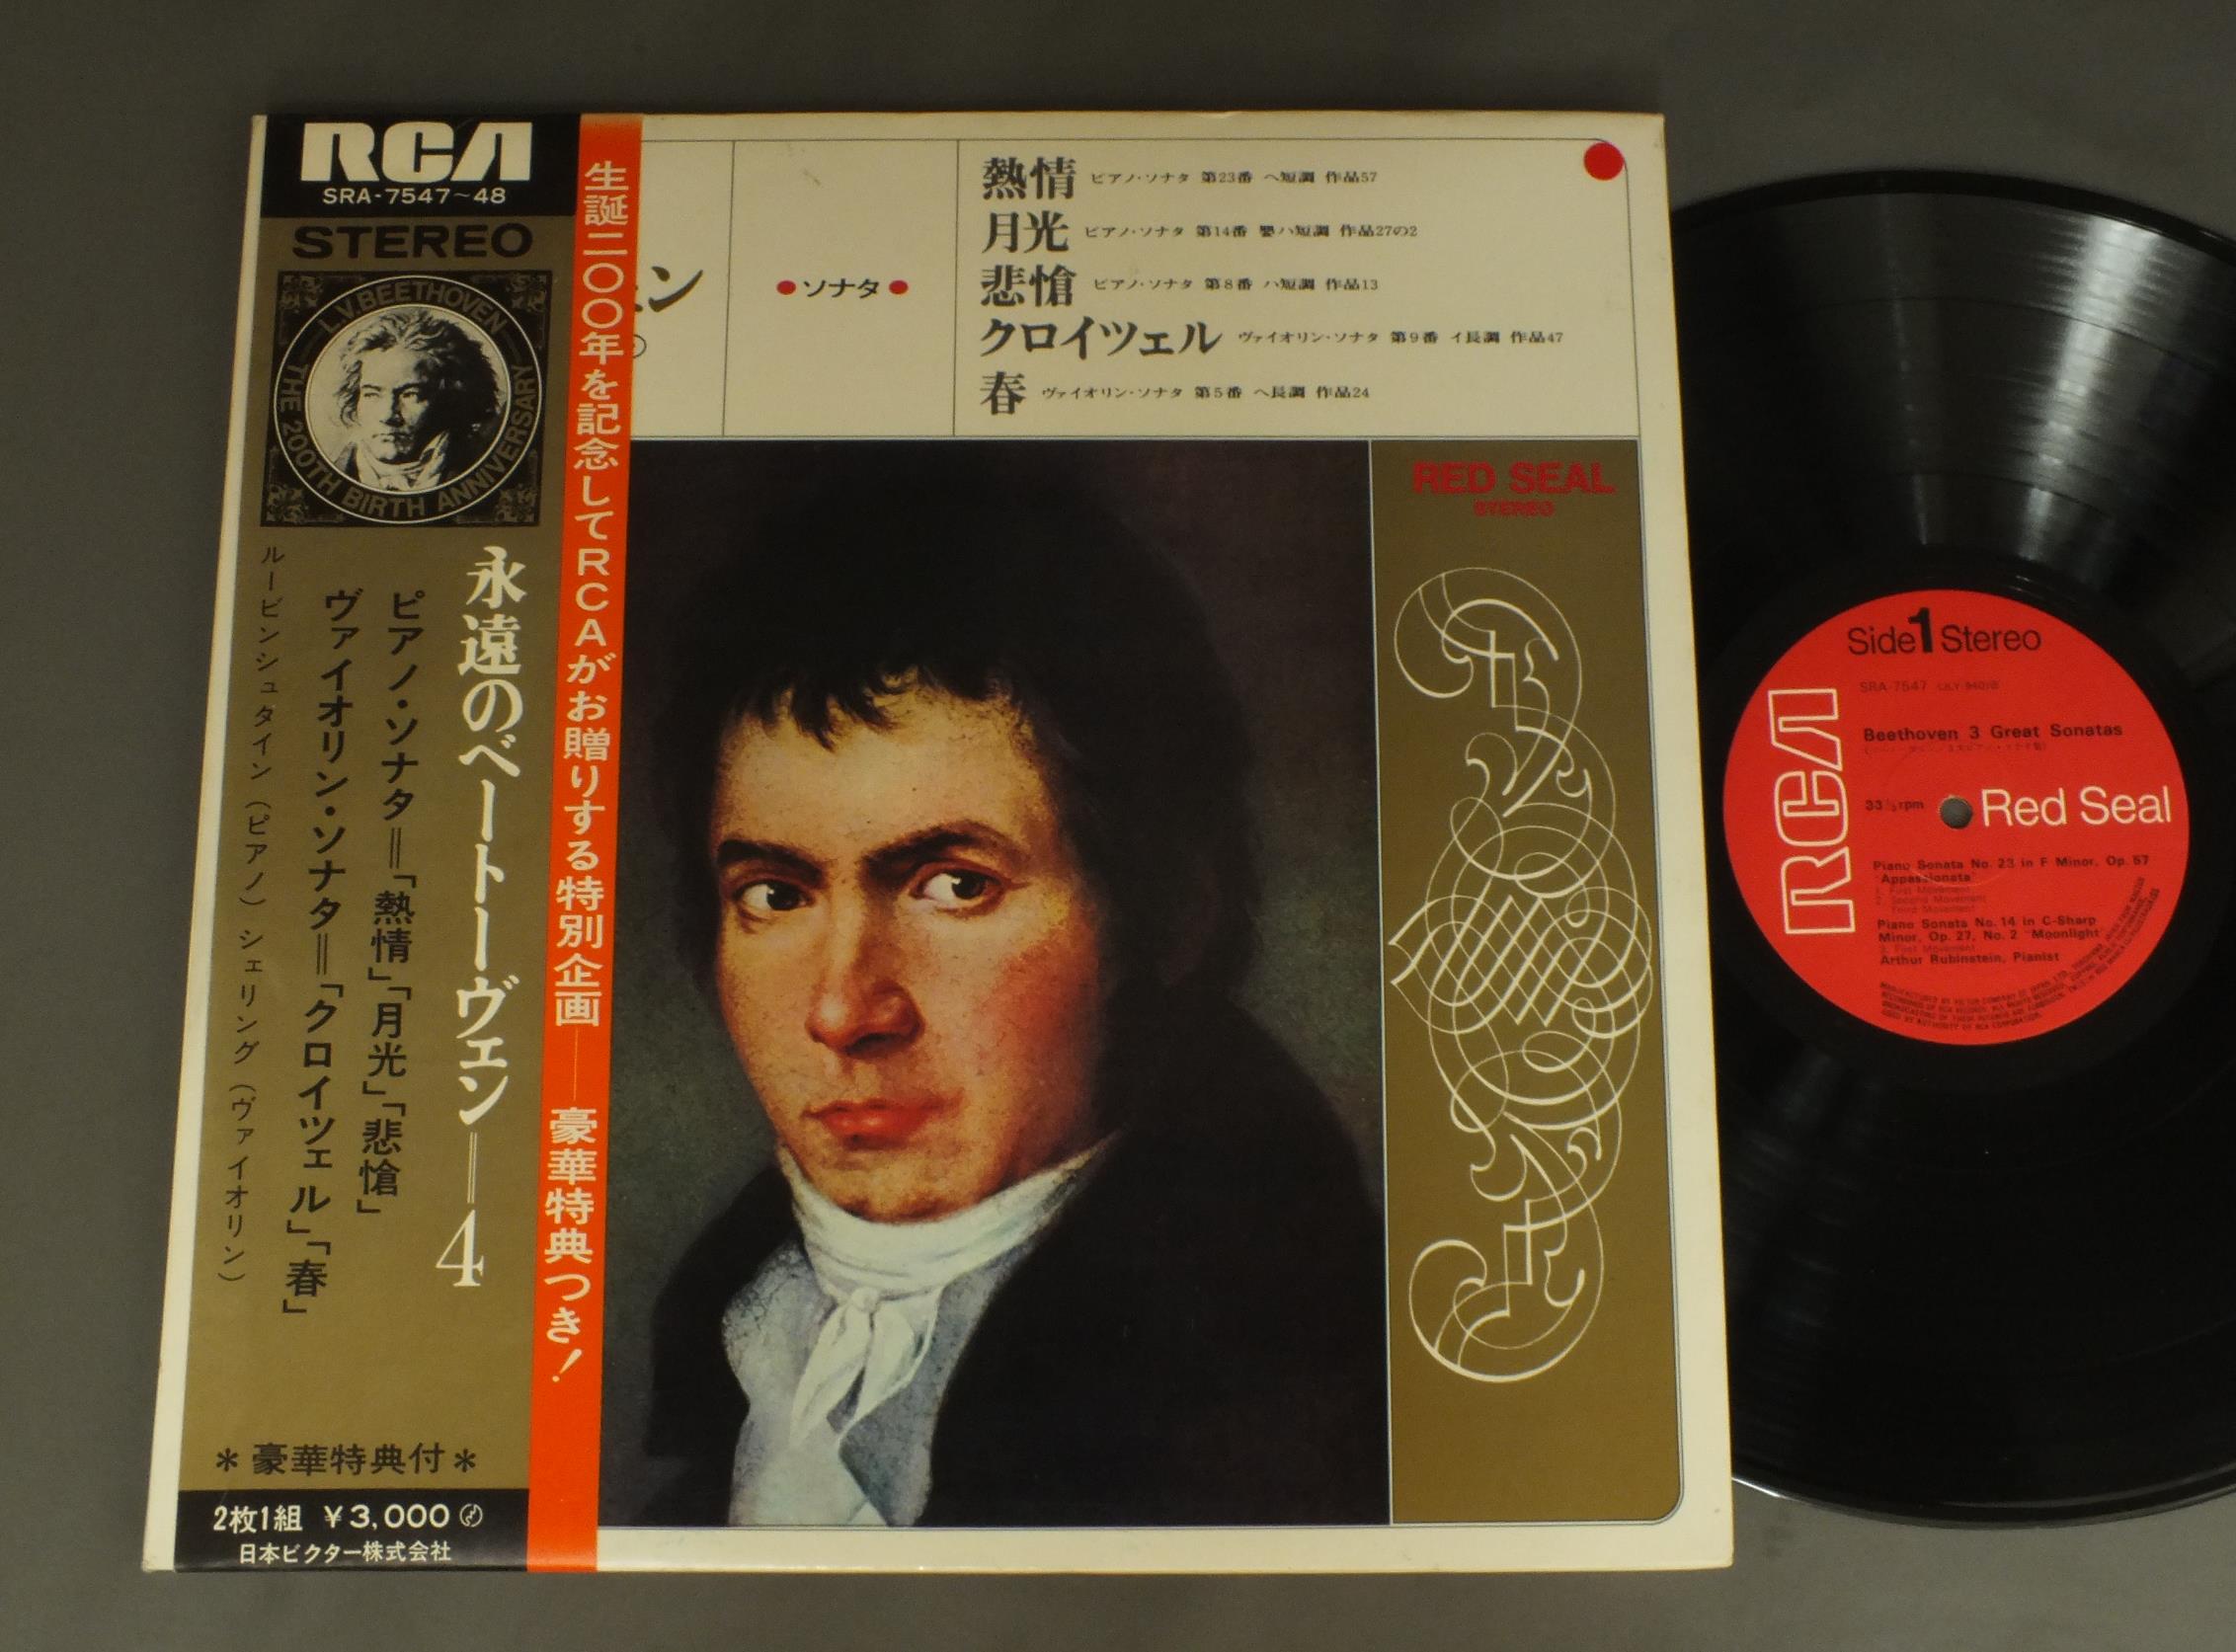 RCA
SRA-7547~48
STEREO
L.V.BEETHOVEN
THE 200TH BIRTH ANNIVERSARY
永遠のベートーヴェン=4
ピアノ・ソナタ=「熱情」「月光」「悲愴」
ヴァイオリン・ソナタ=「クロイツェル」「春」
ルービンシュタイン(ピアノ) シェリング(ヴァイオリン)
*豪華特典付*
2枚1組 ¥3,000
日本ビクター株式会社
生誕二〇〇年を記念してRCAがお贈りする特別企画——豪華特典つき!
ン
●ソナタ●
熱情 ピアノ・ソナタ 第23番 ヘ短調 作品57
月光 ピアノ・ソナタ 第14番 嬰ハ短調 作品27の2
悲愴 ピアノ・ソナタ 第8番 ハ短調 作品13
クロイツェル ヴァイオリン・ソナタ 第9番 イ長調 作品47
春 ヴァイオリン・ソナタ 第5番 ヘ長調 作品24
RED SEAL
STEREO
Side 1 Stereo
SRA-7547
Beethoven 3 Great Sonatas
33⅓rpm
Red Seal
RCA
Piano Sonata No. 23 in F Minor, Op. 57
"Appassionata"
1. First Movement
2. Second Movement
Third Movement
Piano Sonata No. 14 in C-Sharp
Minor, Op. 27, No. 2 "Moonlight"
First Movement
Arthur Rubinstein, Pianist